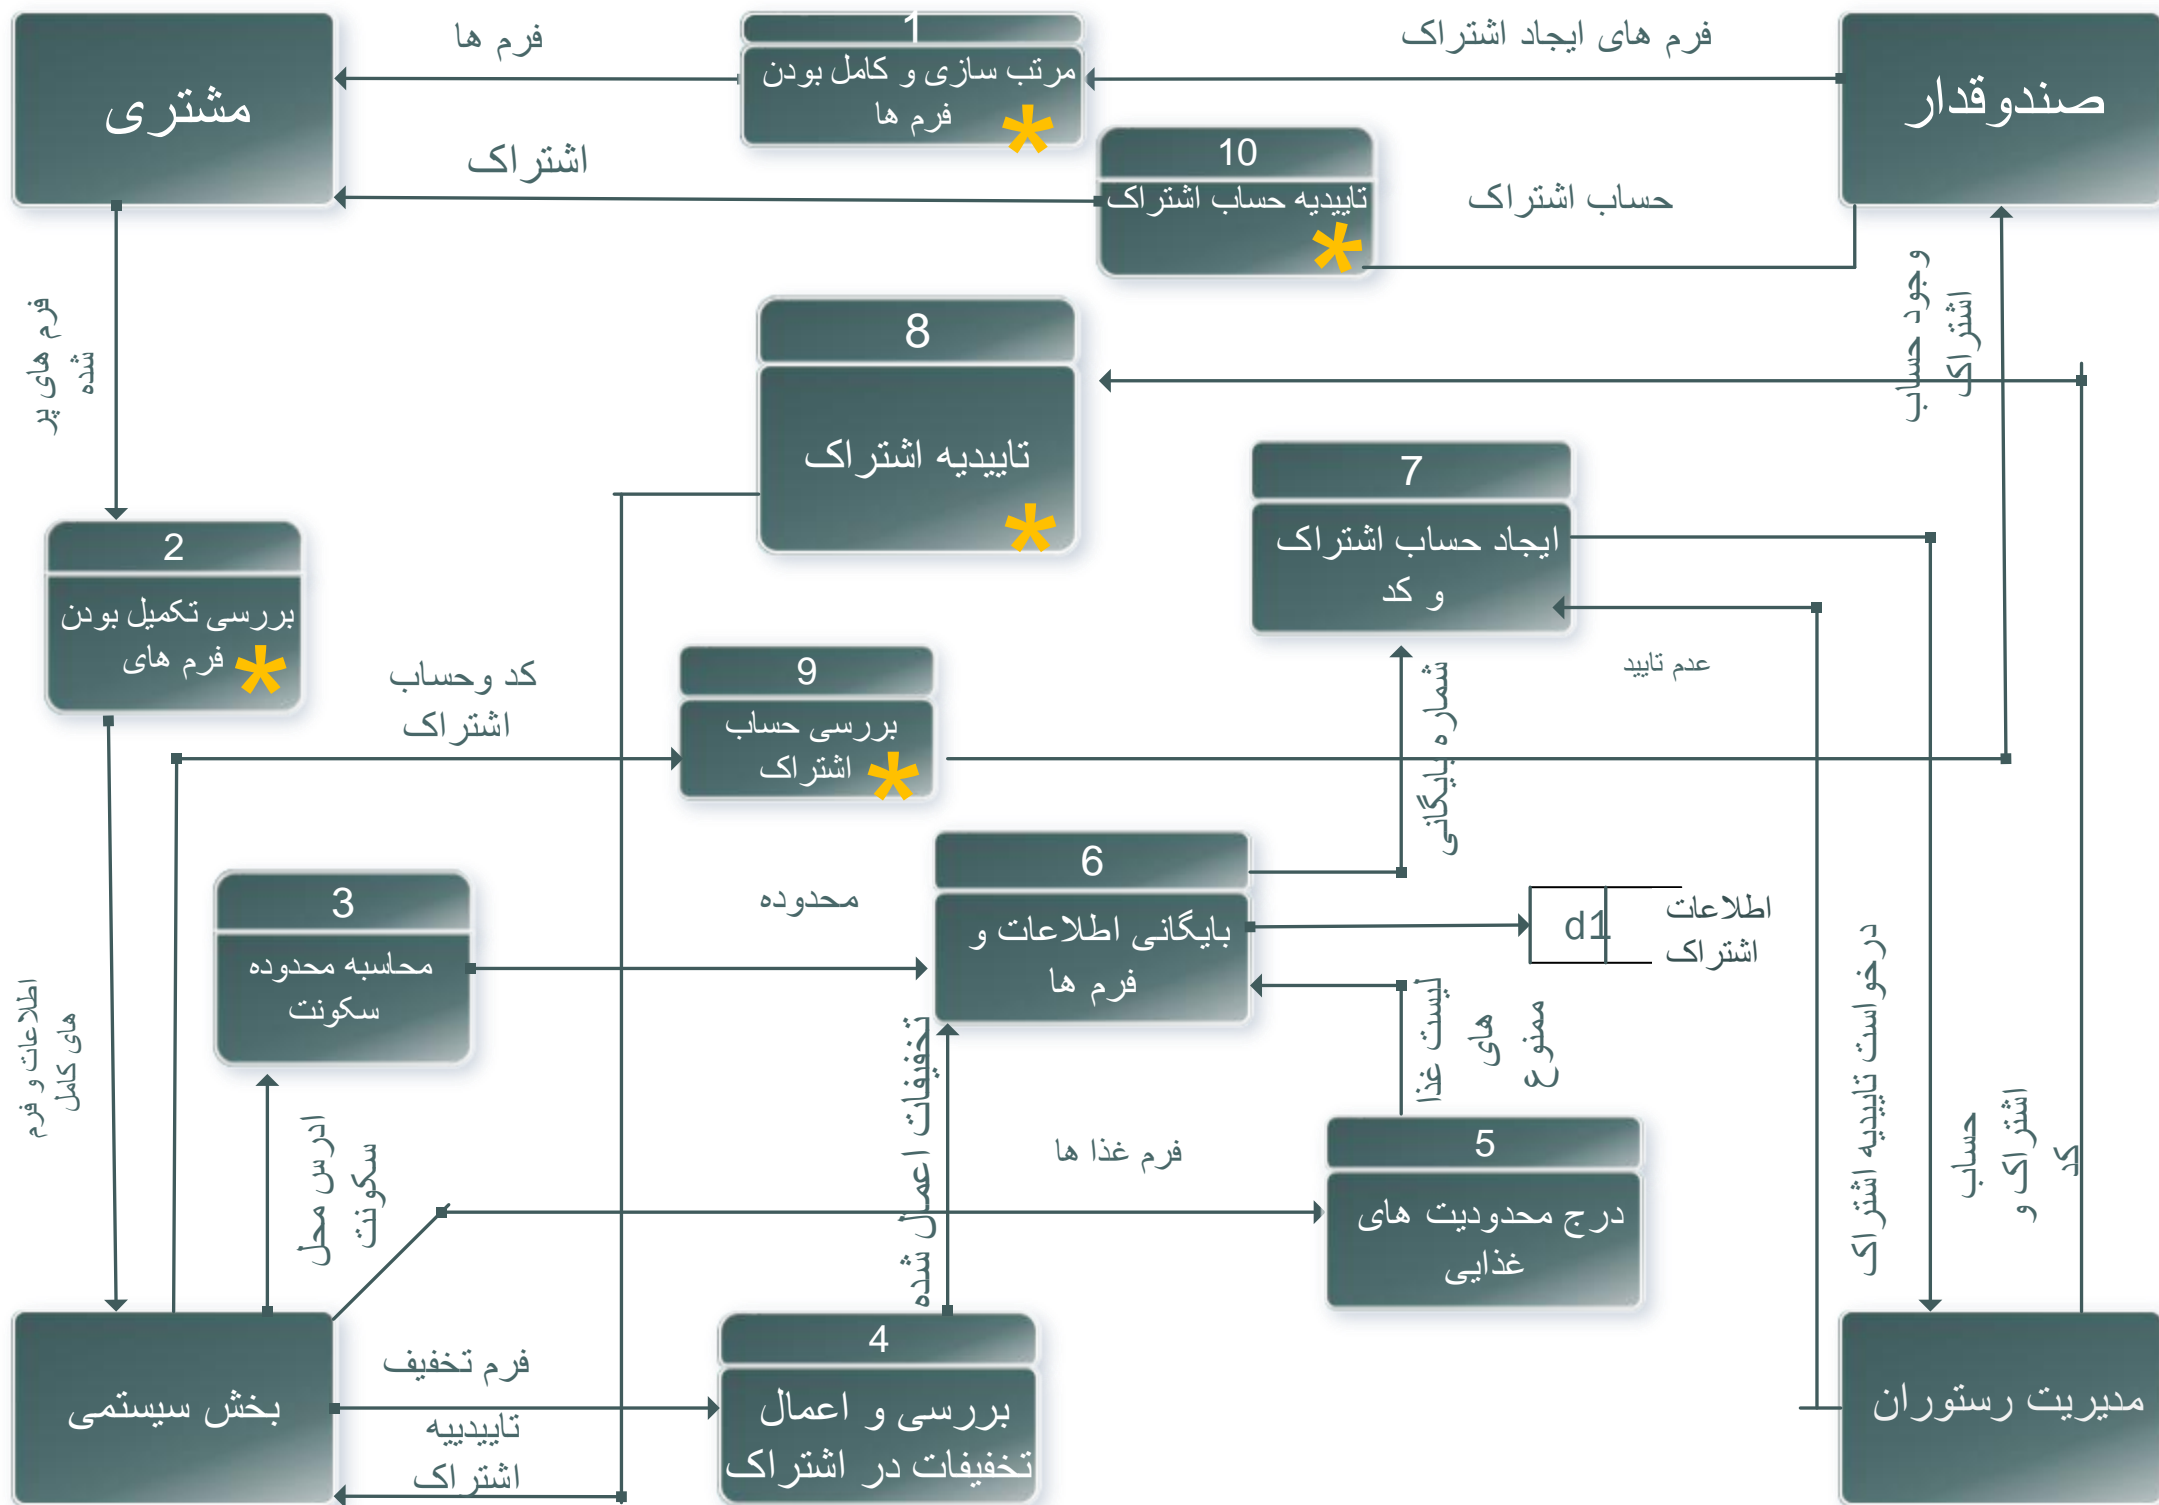 صندوقدار
فرم های ایجاد اشتراک
1
مرتب سازی و کامل بودن
فرم ها
*
فرم ها
مشتری
حساب اشتراک
10
تاییدیه حساب اشتراک
*
اشتراک
وجود حساب
اشتراک
8
تاییدیه اشتراک
*
فرم های پر
شده
7
ایجاد حساب اشتراک
و کد
2
بررسی تکمیل بودن
فرم های
*
عدم تایید
شماره بایگانی
9
بررسی حساب
اشتراک
*
کد وحساب
اشتراک
6
بایگانی اطلاعات و
فرم ها
d1
اطلاعات
اشتراک
محدوده
3
محاسبه محدوده
سکونت
لیست غذا
های
ممنوع
درخواست تاییدیه اشتراک
حساب
اشتراک و
کد
اطلاعات و فرم
های کامل
ادرس محل
سکونت
تخفیفات اعمال شده
فرم غذا ها
5
درج محدودیت های
غذایی
مدیریت رستوران
4
بررسی و اعمال
تخفیفات در اشتراک
فرم تخفیف
تاییدییه
اشتراک
بخش سیستمی